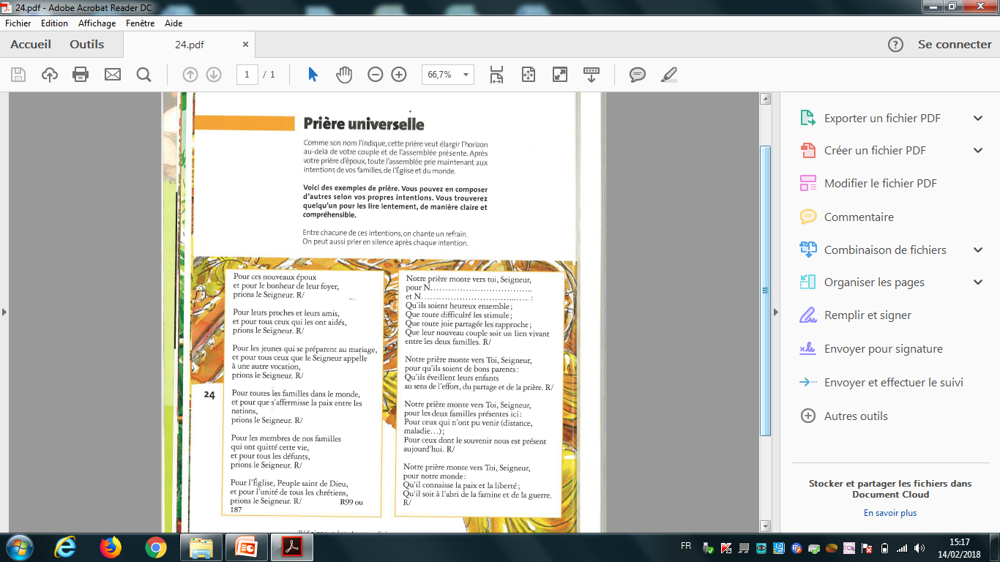 24.pdf - Adobe Acrobat Reader DC
Fichier Edition Affichage Fenêtre Aide
Accueil Outils 24.pdf × ? Se connecter
1 / 1 66,7%
Prière universelle
Comme son nom l'indique, cette prière veut élargir l'horizon
au-delà de votre couple et de l'assemblée présente. Après
votre prière d'époux, toute l'assemblée prie maintenant aux
intentions de vos familles, de l'Église et du monde.
Voici des exemples de prière. Vous pouvez en composer
d'autres selon vos propres intentions. Vous trouverez
quelqu'un pour les lire lentement, de manière claire et
compréhensible.
Entre chacune de ces intentions, on chante un refrain.
On peut aussi prier en silence après chaque intention.
Pour ces nouveaux époux
et pour le bonheur de leur foyer,
prions le Seigneur. R/
Pour leurs proches et leurs amis,
et pour tous ceux qui les ont aidés,
prions le Seigneur. R/
Pour les jeunes qui se préparent au mariage,
et pour tous ceux que le Seigneur appelle
à une autre vocation,
prions le Seigneur. R/
24
Pour toutes les familles dans le monde,
et pour que s'affermisse la paix entre les
nations,
prions le Seigneur. R/
Pour les membres de nos familles
qui ont quitté cette vie,
et pour tous les défunts,
prions le Seigneur. R/
Pour l'Église, Peuple saint de Dieu,
et pour l'unité de tous les chrétiens,
prions le Seigneur. R/ R99 ou
187
Notre prière monte vers toi, Seigneur,
pour N…………………………….
et N………………………………. :
Qu'ils soient heureux ensemble ;
Que toute difficulté les stimule ;
Que toute joie partagée les rapproche ;
Que leur nouveau couple soit un lien vivant
entre les deux familles. R/
Notre prière monte vers Toi, Seigneur,
pour qu'ils soient de bons parents :
Qu'ils éveillent leurs enfants
au sens de l'effort, du partage et de la prière. R/
Notre prière monte vers Toi, Seigneur,
pour les deux familles présentes ici :
Pour ceux qui n'ont pu venir (distance,
maladie…) ;
Pour ceux dont le souvenir nous est présent
aujourd'hui. R/
Notre prière monte vers Toi, Seigneur,
pour notre monde :
Qu'il connaisse la paix et la liberté ;
Qu'il soit à l'abri de la famine et de la guerre.
R/
Exporter un fichier PDF
Créer un fichier PDF
Modifier le fichier PDF
Commentaire
Combinaison de fichiers
Organiser les pages
Remplir et signer
Envoyer pour signature
Envoyer et effectuer le suivi
Autres outils
Stocker et partager les fichiers dans
Document Cloud
En savoir plus
FR
15:17
14/02/2018